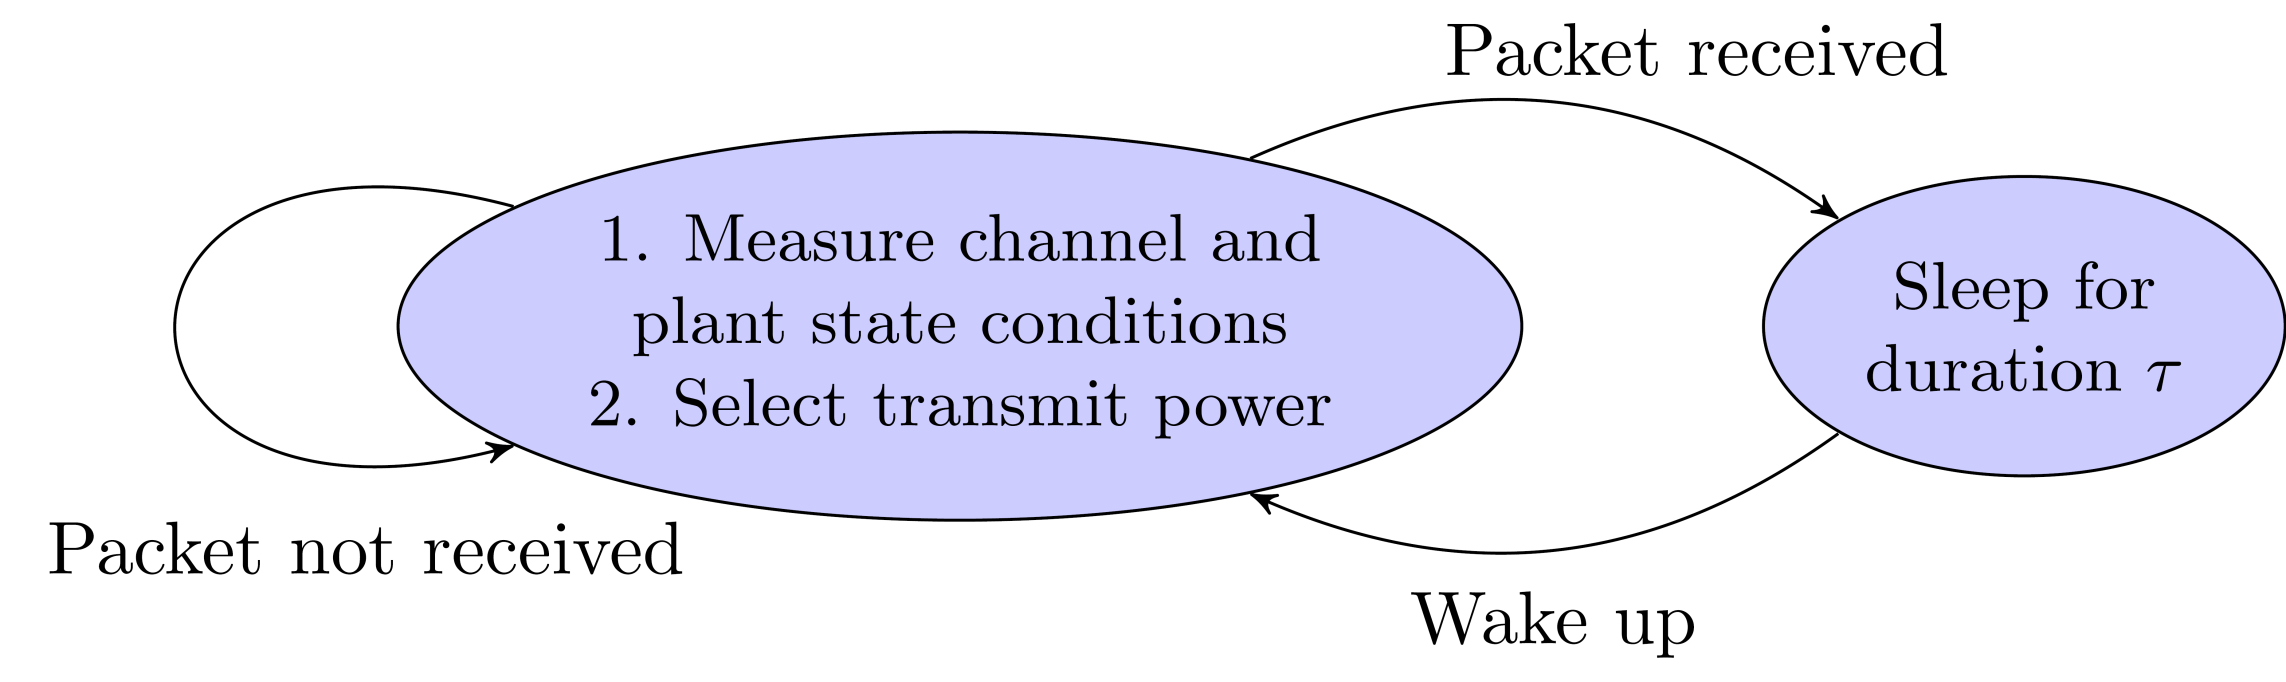 Packet received
1. Measure channel and
plant state conditions
2. Select transmit power
Sleep for
duration τ
Packet not received
Wake up